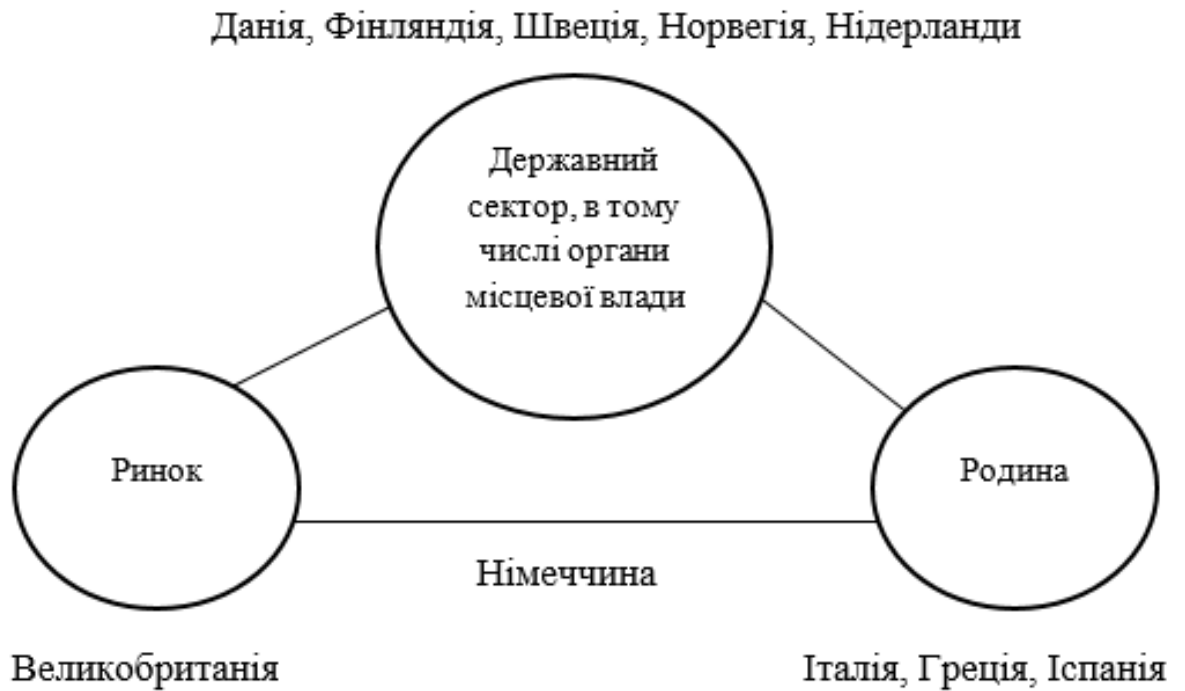 Данія, Фінляндія, Швеція, Норвегія, Нідерланди
Державний
сектор, в тому
числі органи
місцевої влади
Ринок
Родина
Німеччина
Великобританія
Італія, Греція, Іспанія